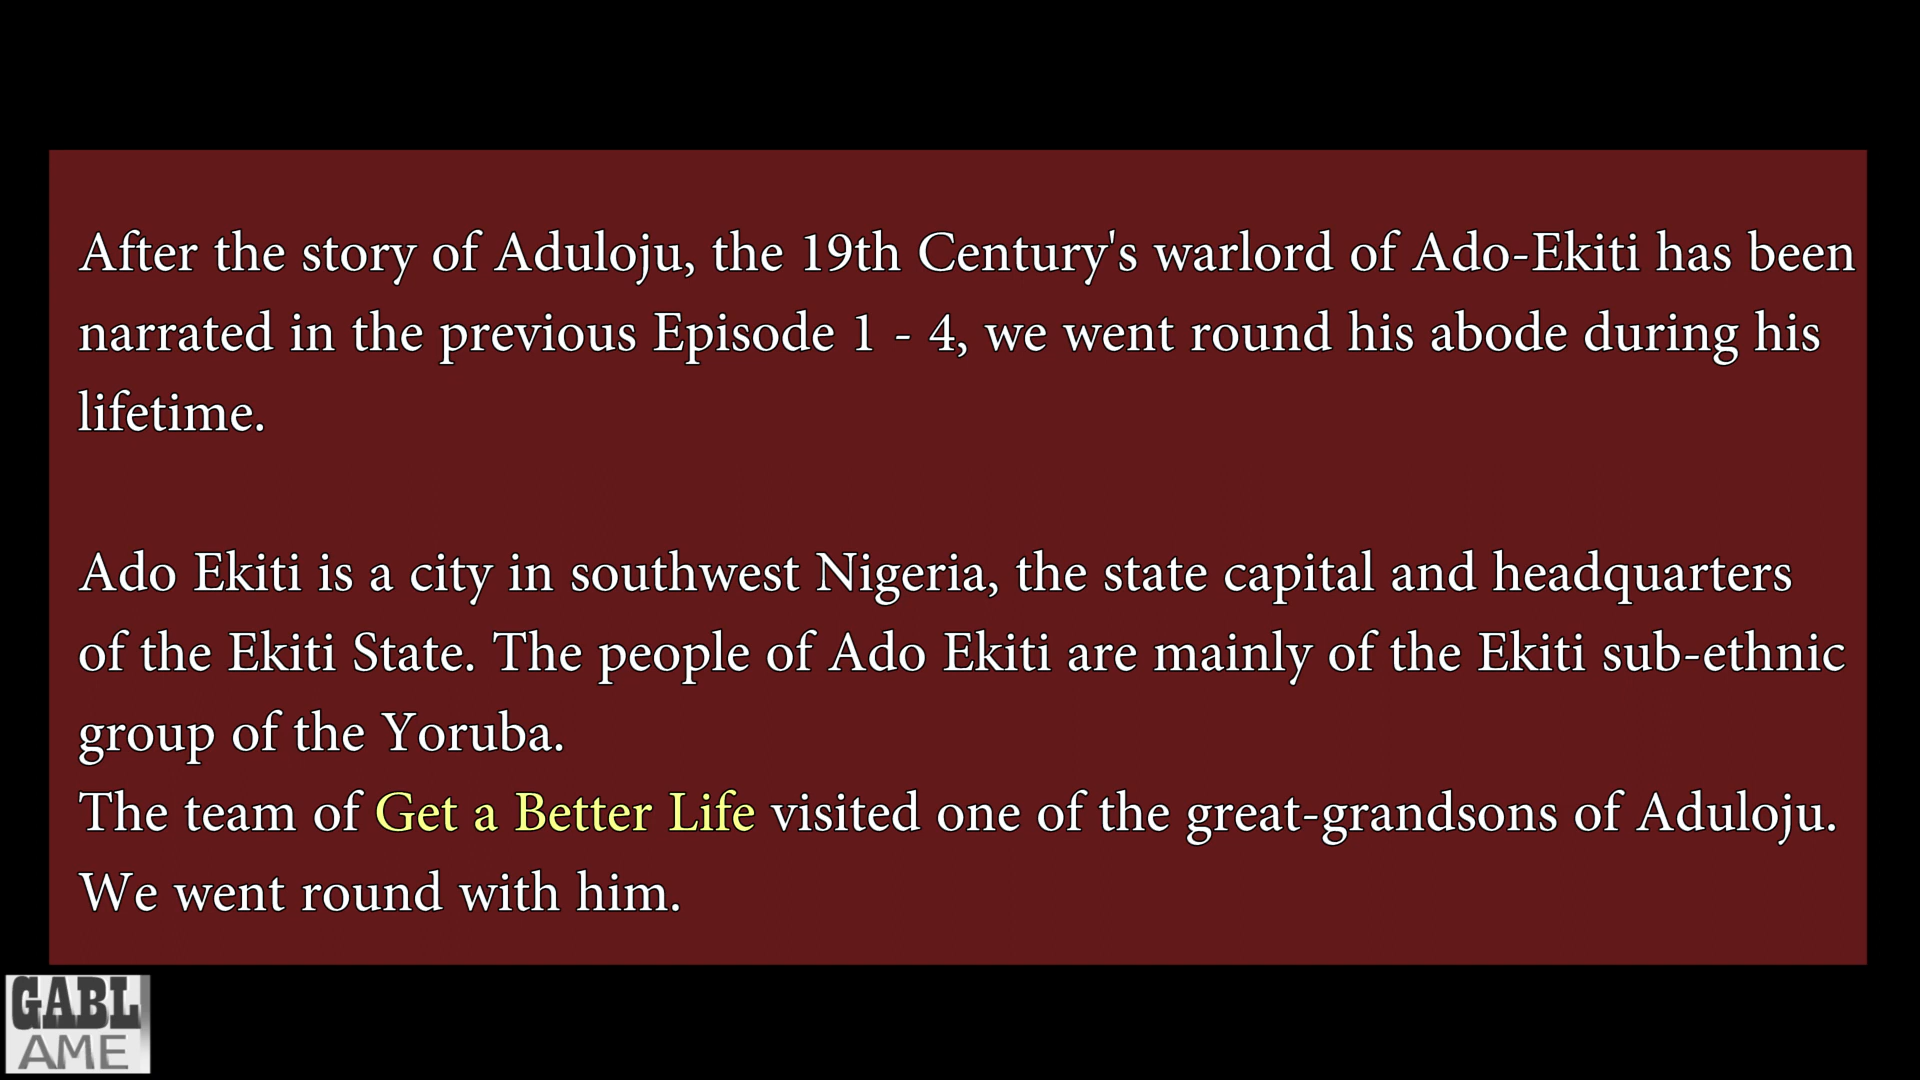 After the story of Aduloju, the 19th Century's warlord of Ado-Ekiti has been
narrated in the previous Episode 1 - 4, we went round his abode during his
lifetime.
Ado Ekiti is a city in southwest Nigeria, the state capital and headquarters
of the Ekiti State. The people of Ado Ekiti are mainly of the Ekiti sub-ethnic
group of the Yoruba.
The team of Get a Better Life visited one of the great-grandsons of Aduloju.
We went round with him.
GABL
AME